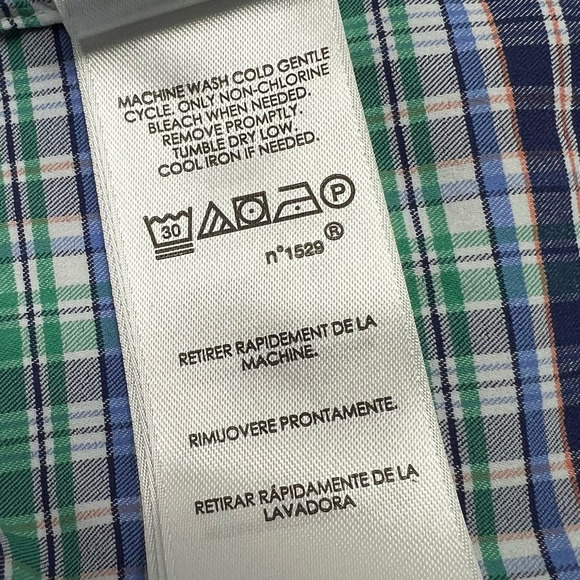 MACHINE WASH COLD GENTLE
CYCLE, ONLY NON-CHLORINE
BLEACH WHEN NEEDED.
REMOVE PROMPTLY.
TUMBLE DRY LOW.
COOL IRON IF NEEDED.
30 P
n°1529 ®
RETIRER RAPIDEMENT DE LA
MACHINE.
RIMUOVERE PRONTAMENTE.
RETIRAR RÁPIDAMENTE DE LA
LAVADORA